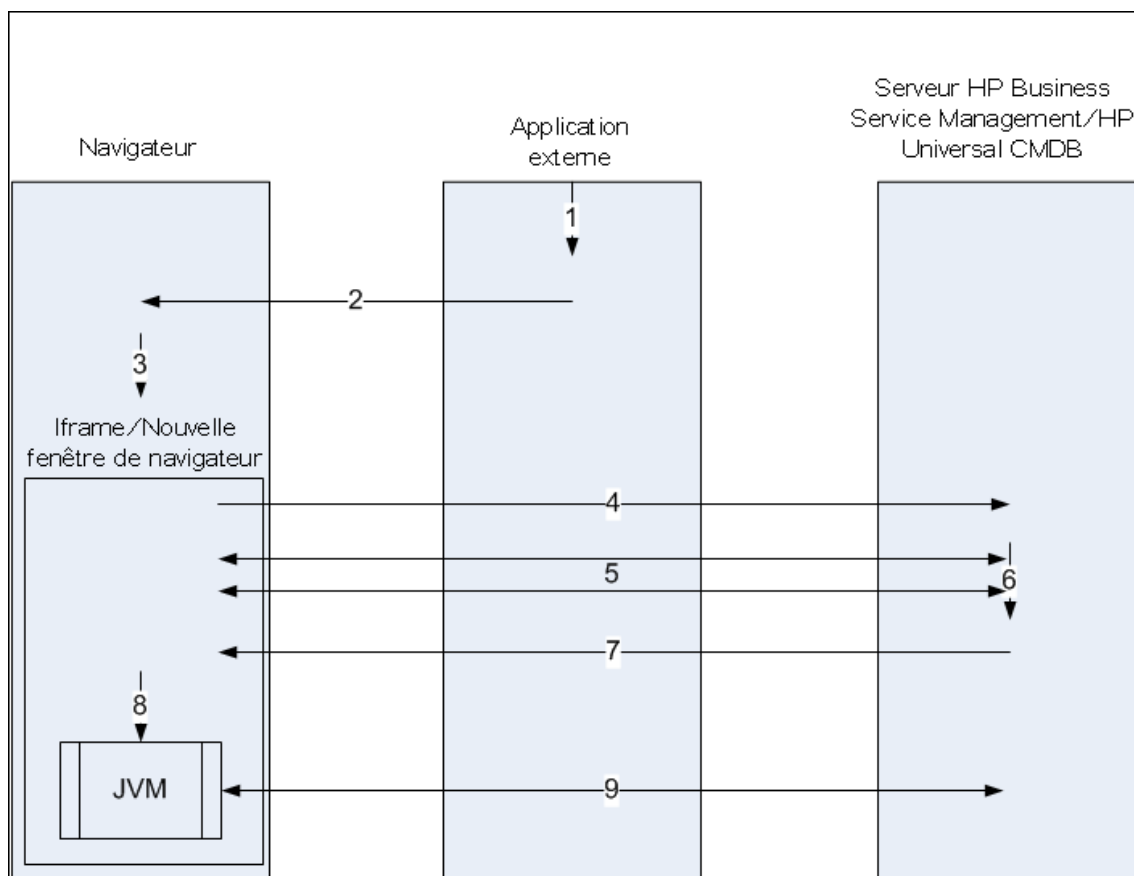 Navigateur
Application
externe
Serveur HP Business
Service Management/HP
Universal CMDB
1
2
3
Iframe/Nouvelle
fenêtre de navigateur
4
5
6
7
8
JVM
9